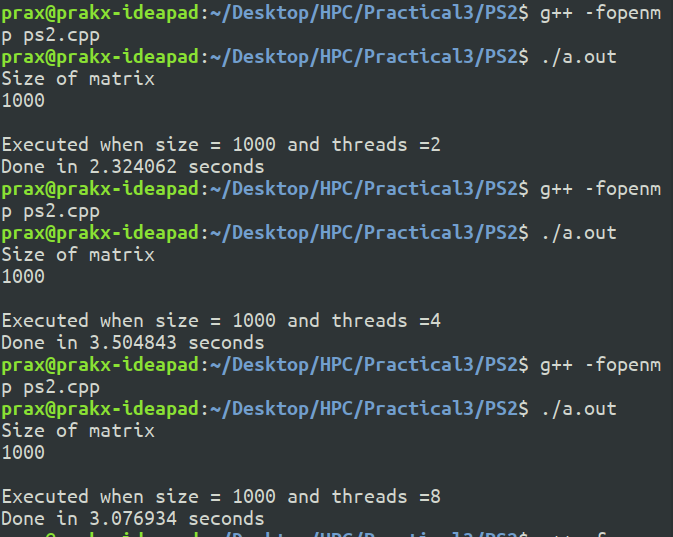 prax@prakx-ideapad:~/Desktop/HPC/Practical3/PS2$ g++ -fopenm
p ps2.cpp
prax@prakx-ideapad:~/Desktop/HPC/Practical3/PS2$ ./a.out
Size of matrix
1000

Executed when size = 1000 and threads =2
Done in 2.324062 seconds
prax@prakx-ideapad:~/Desktop/HPC/Practical3/PS2$ g++ -fopenm
p ps2.cpp
prax@prakx-ideapad:~/Desktop/HPC/Practical3/PS2$ ./a.out
Size of matrix
1000

Executed when size = 1000 and threads =4
Done in 3.504843 seconds
prax@prakx-ideapad:~/Desktop/HPC/Practical3/PS2$ g++ -fopenm
p ps2.cpp
prax@prakx-ideapad:~/Desktop/HPC/Practical3/PS2$ ./a.out
Size of matrix
1000

Executed when size = 1000 and threads =8
Done in 3.076934 seconds